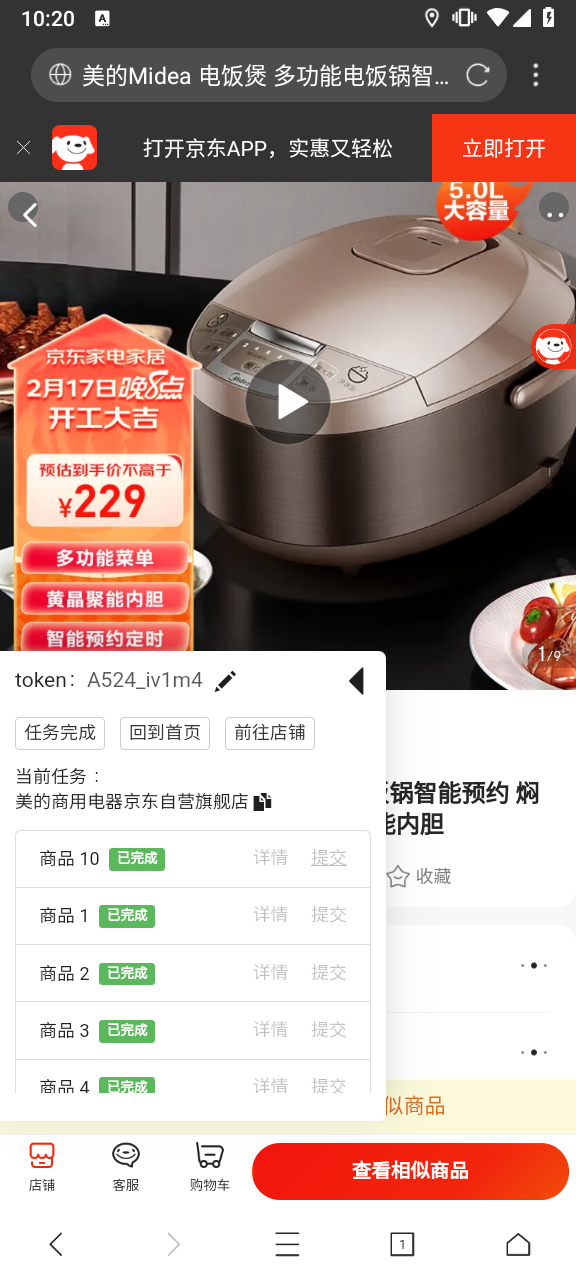 10:20
A
美的Midea 电饭煲 多功能电饭锅智...
打开京东APP，实惠又轻松
立即打开
5.0L
大容量
京东家电家居
2月17日晚8点
开工大吉
预估到手价不高于
¥229
多功能菜单
黄晶聚能内胆
智能预约定时
Midea
1/9
token： A524_iv1m4
任务完成 回到首页 前往店铺
当前任务：
美的商用电器京东自营旗舰店
饭锅智能预约 焖
能内胆
收藏
商品 10 已完成 详情 提交
商品 1 已完成 详情 提交
商品 2 已完成 详情 提交
商品 3 已完成 详情 提交
商品 4 已完成 详情 提交
似商品
店铺 客服 购物车 查看相似商品
1